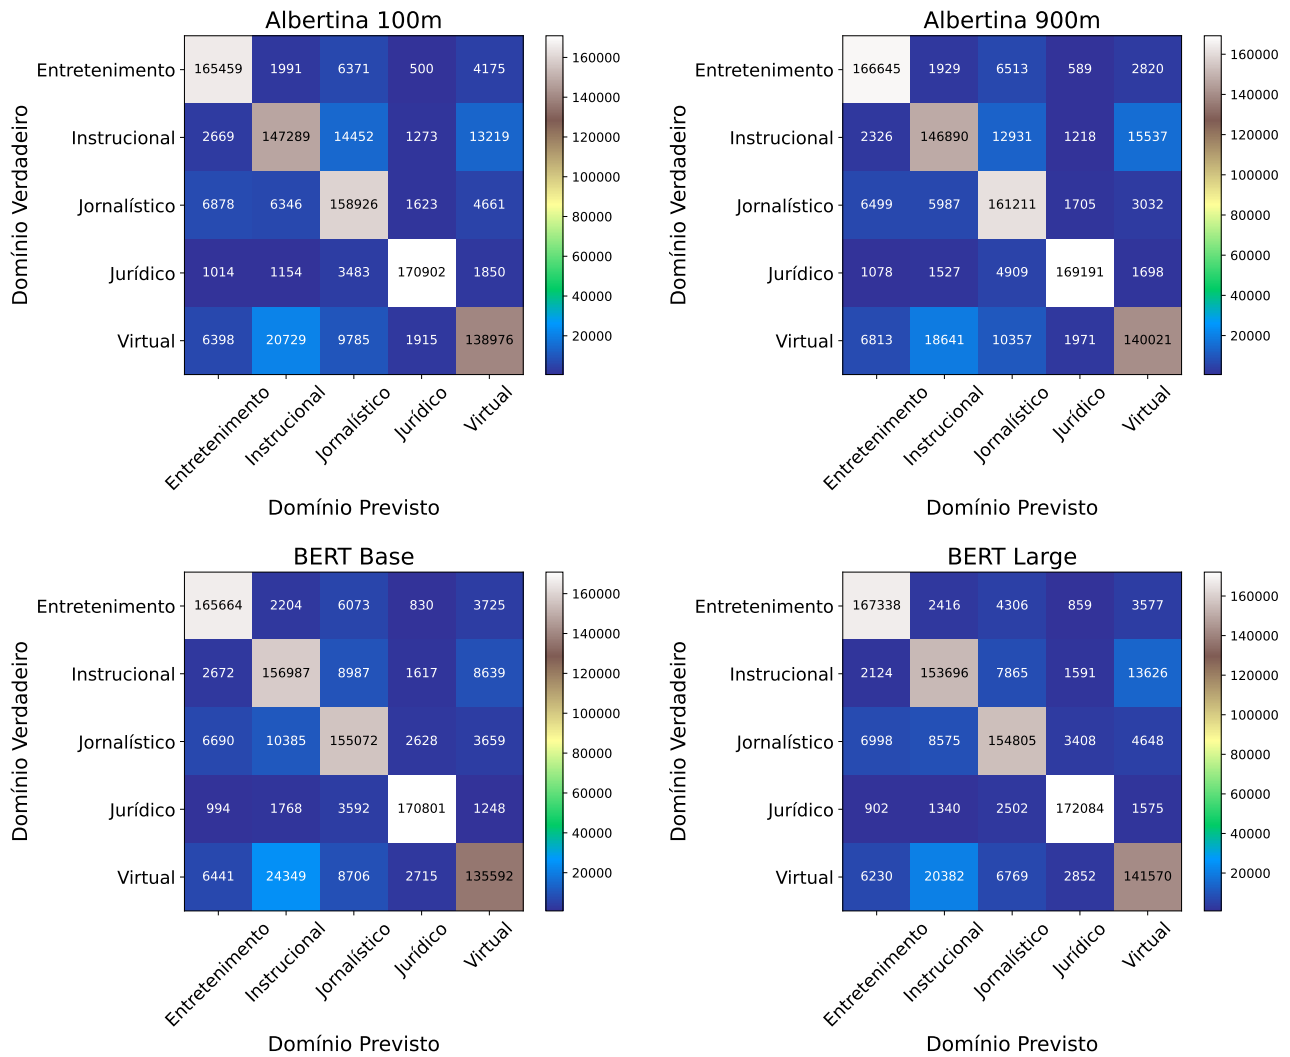 Albertina 100m
Domínio Verdadeiro
Entretenimento 165459 1991 6371 500 4175
Instrucional 2669 147289 14452 1273 13219
Jornalístico 6878 6346 158926 1623 4661
Jurídico 1014 1154 3483 170902 1850
Virtual 6398 20729 9785 1915 138976
Entretenimento Instrucional Jornalístico Jurídico Virtual
Domínio Previsto
160000
140000
120000
100000
80000
60000
40000
20000
Albertina 900m
Domínio Verdadeiro
Entretenimento 166645 1929 6513 589 2820
Instrucional 2326 146890 12931 1218 15537
Jornalístico 6499 5987 161211 1705 3032
Jurídico 1078 1527 4909 169191 1698
Virtual 6813 18641 10357 1971 140021
Entretenimento Instrucional Jornalístico Jurídico Virtual
Domínio Previsto
160000
140000
120000
100000
80000
60000
40000
20000
BERT Base
Domínio Verdadeiro
Entretenimento 165664 2204 6073 830 3725
Instrucional 2672 156987 8987 1617 8639
Jornalístico 6690 10385 155072 2628 3659
Jurídico 994 1768 3592 170801 1248
Virtual 6441 24349 8706 2715 135592
Entretenimento Instrucional Jornalístico Jurídico Virtual
Domínio Previsto
160000
140000
120000
100000
80000
60000
40000
20000
BERT Large
Domínio Verdadeiro
Entretenimento 167338 2416 4306 859 3577
Instrucional 2124 153696 7865 1591 13626
Jornalístico 6998 8575 154805 3408 4648
Jurídico 902 1340 2502 172084 1575
Virtual 6230 20382 6769 2852 141570
Entretenimento Instrucional Jornalístico Jurídico Virtual
Domínio Previsto
160000
140000
120000
100000
80000
60000
40000
20000